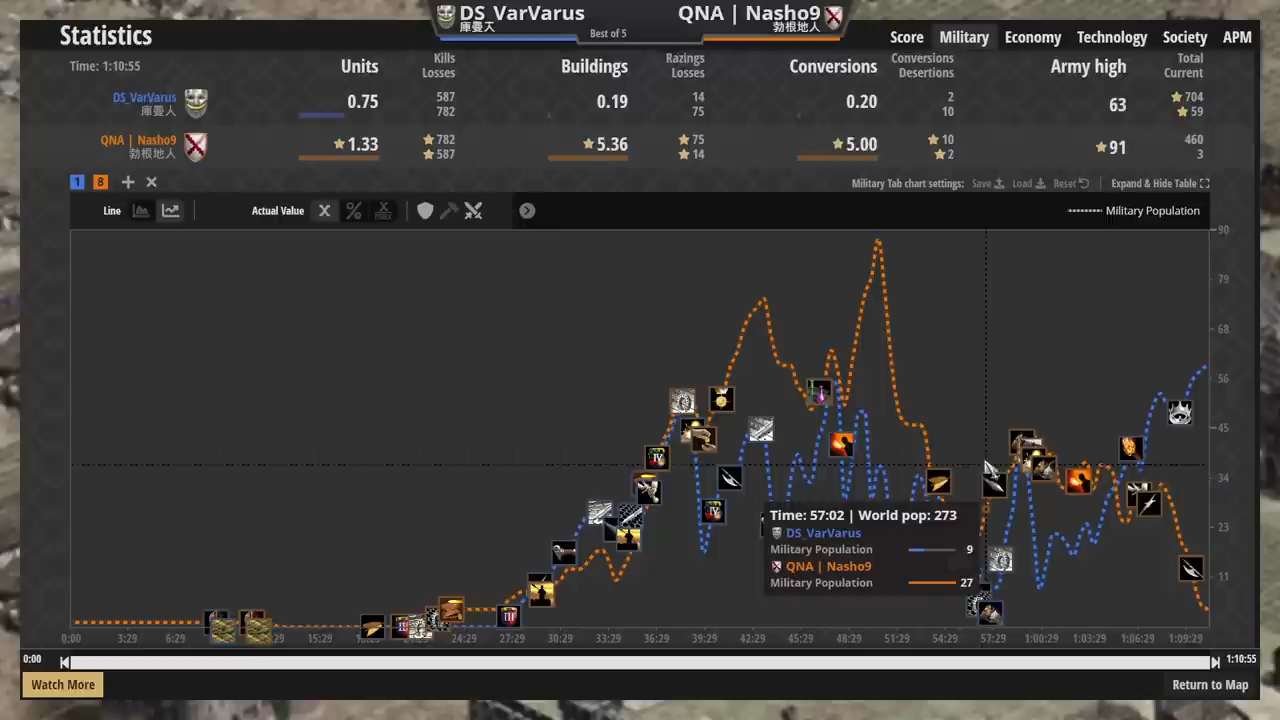 DS_VarVarus
庫曼人
Best of 5
QNA | Nasho9
勃根地人
Statistics
Score Military Economy Technology Society APM
Time: 1:10:55
Units Kills Losses Buildings Razings Losses Conversions Conversions Desertions Army high Total Current
DS_VarVarus
庫曼人
0.75 587 782 0.19 14 75 0.20 2 10 63 704 59
QNA | Nasho9
勃根地人
1.33 782 587 5.36 75 14 5.00 10 2 91 460 3
1 8
Military Tab chart settings: Save Load Reset Expand & Hide Table
Line Actual Value X % X max
Military Population
90
79
68
56
45
34
23
11
Time: 57:02 | World pop: 273
DS_VarVarus
Military Population 9
QNA | Nasho9
Military Population 27
0:00 3:29 6:29 15:29 24:29 27:29 30:29 33:29 36:29 39:29 42:29 45:29 48:29 51:29 54:29 57:29 1:00:29 1:03:29 1:06:29 1:09:29
0:00 1:10:55
Watch More Return to Map